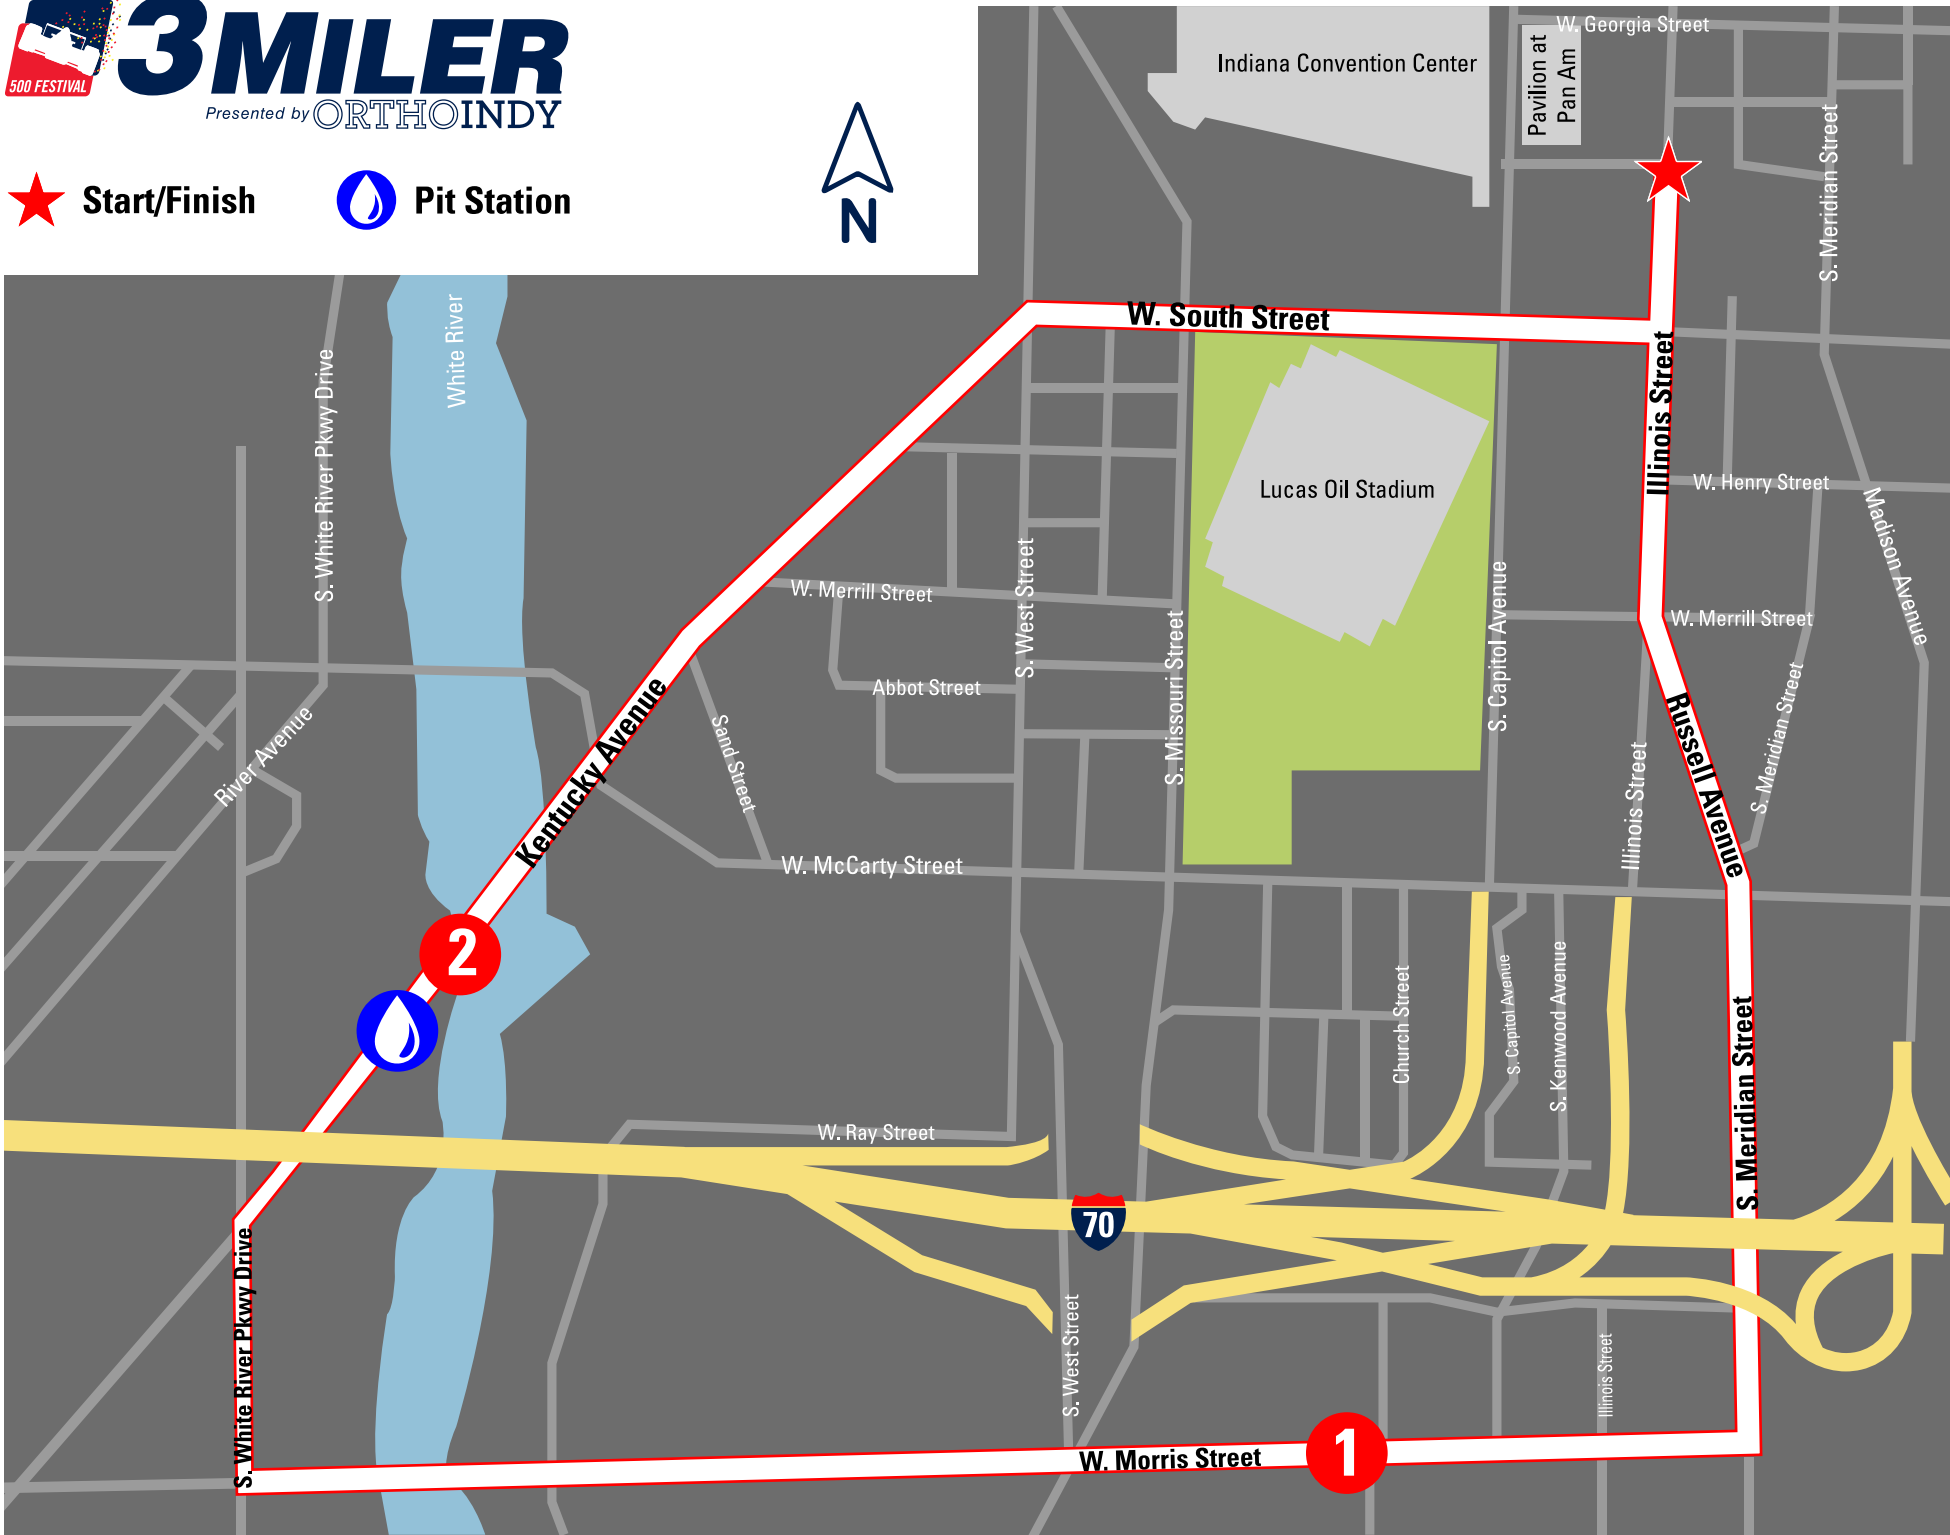 500 FESTIVAL
3 MILER
Presented by ORTHOINDY
Start/Finish
Pit Station
N
Indiana Convention Center
Pavilion at
Pan Am
W. Georgia Street
S. Meridian Street
W. South Street
Illinois Street
White River
S. White River Pkwy Drive
Lucas Oil Stadium
W. Henry Street
Madison Avenue
W. Merrill Street
S. West Street
S. Missouri Street
S. Capitol Avenue
W. Merrill Street
Abbot Street
Kentucky Avenue
Sand Street
River Avenue
Russell Avenue
S. Meridian Street
Illinois Street
W. McCarty Street
2
Church Street
S. Capitol Avenue
S. Kenwood Avenue
S. Meridian Street
W. Ray Street
70
S. White River Pkwy Drive
S. West Street
Illinois Street
W. Morris Street
1